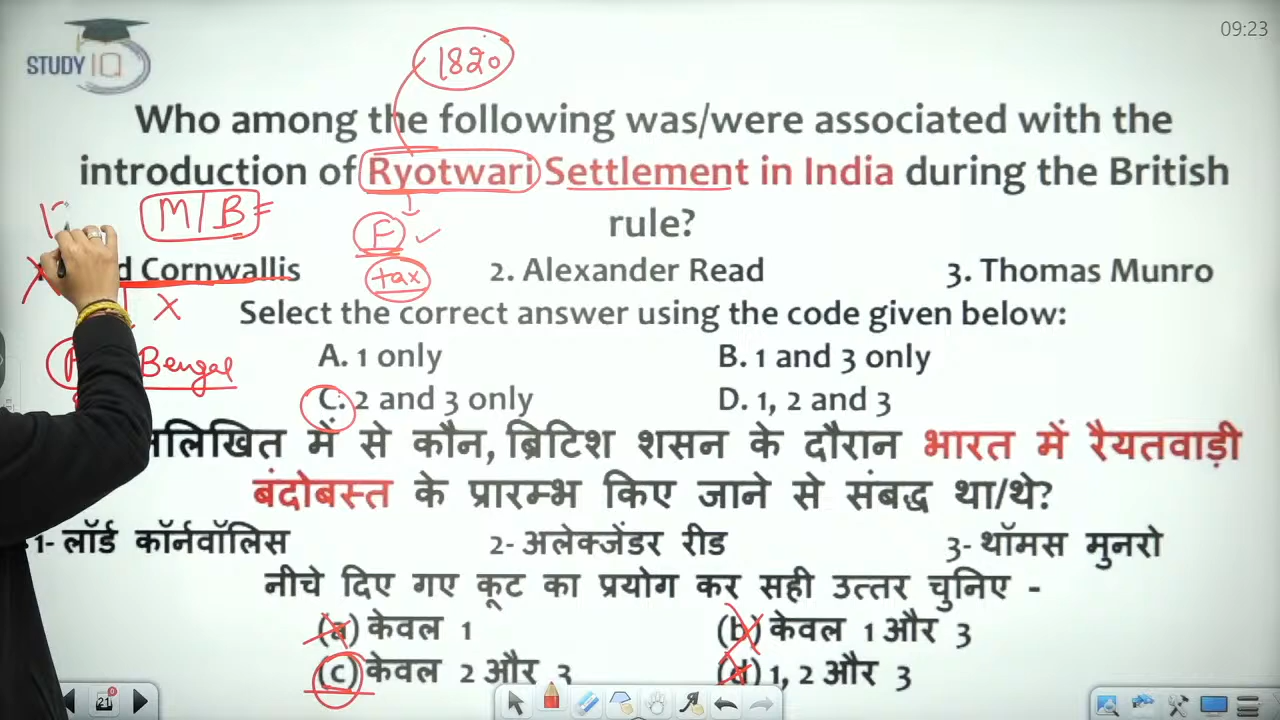 STUDY IQ
09:23
1820
Who among the following was/were associated with the
introduction of Ryotwari Settlement in India during the British
rule?
M/B=
F
tax
Cornwallis
2. Alexander Read
3. Thomas Munro
Select the correct answer using the code given below:
Bengal
A. 1 only
B. 1 and 3 only
C. 2 and 3 only
D. 1, 2 and 3
में से कौन, ब्रिटिश शसन के दौरान भारत में रैयतवाड़ी
बंदोबस्त के प्रारम्भ किए जाने से संबद्ध था/थे?
1- लॉर्ड कॉर्नवॉलिस
2- अलेक्जेंडर रीड
3- थॉमस मुनरो
नीचे दिए गए कूट का प्रयोग कर सही उत्तर चुनिए -
(a) केवल 1
(b) केवल 1 और 3
(c) केवल 2 और 3
(d) 1, 2 और 3
21